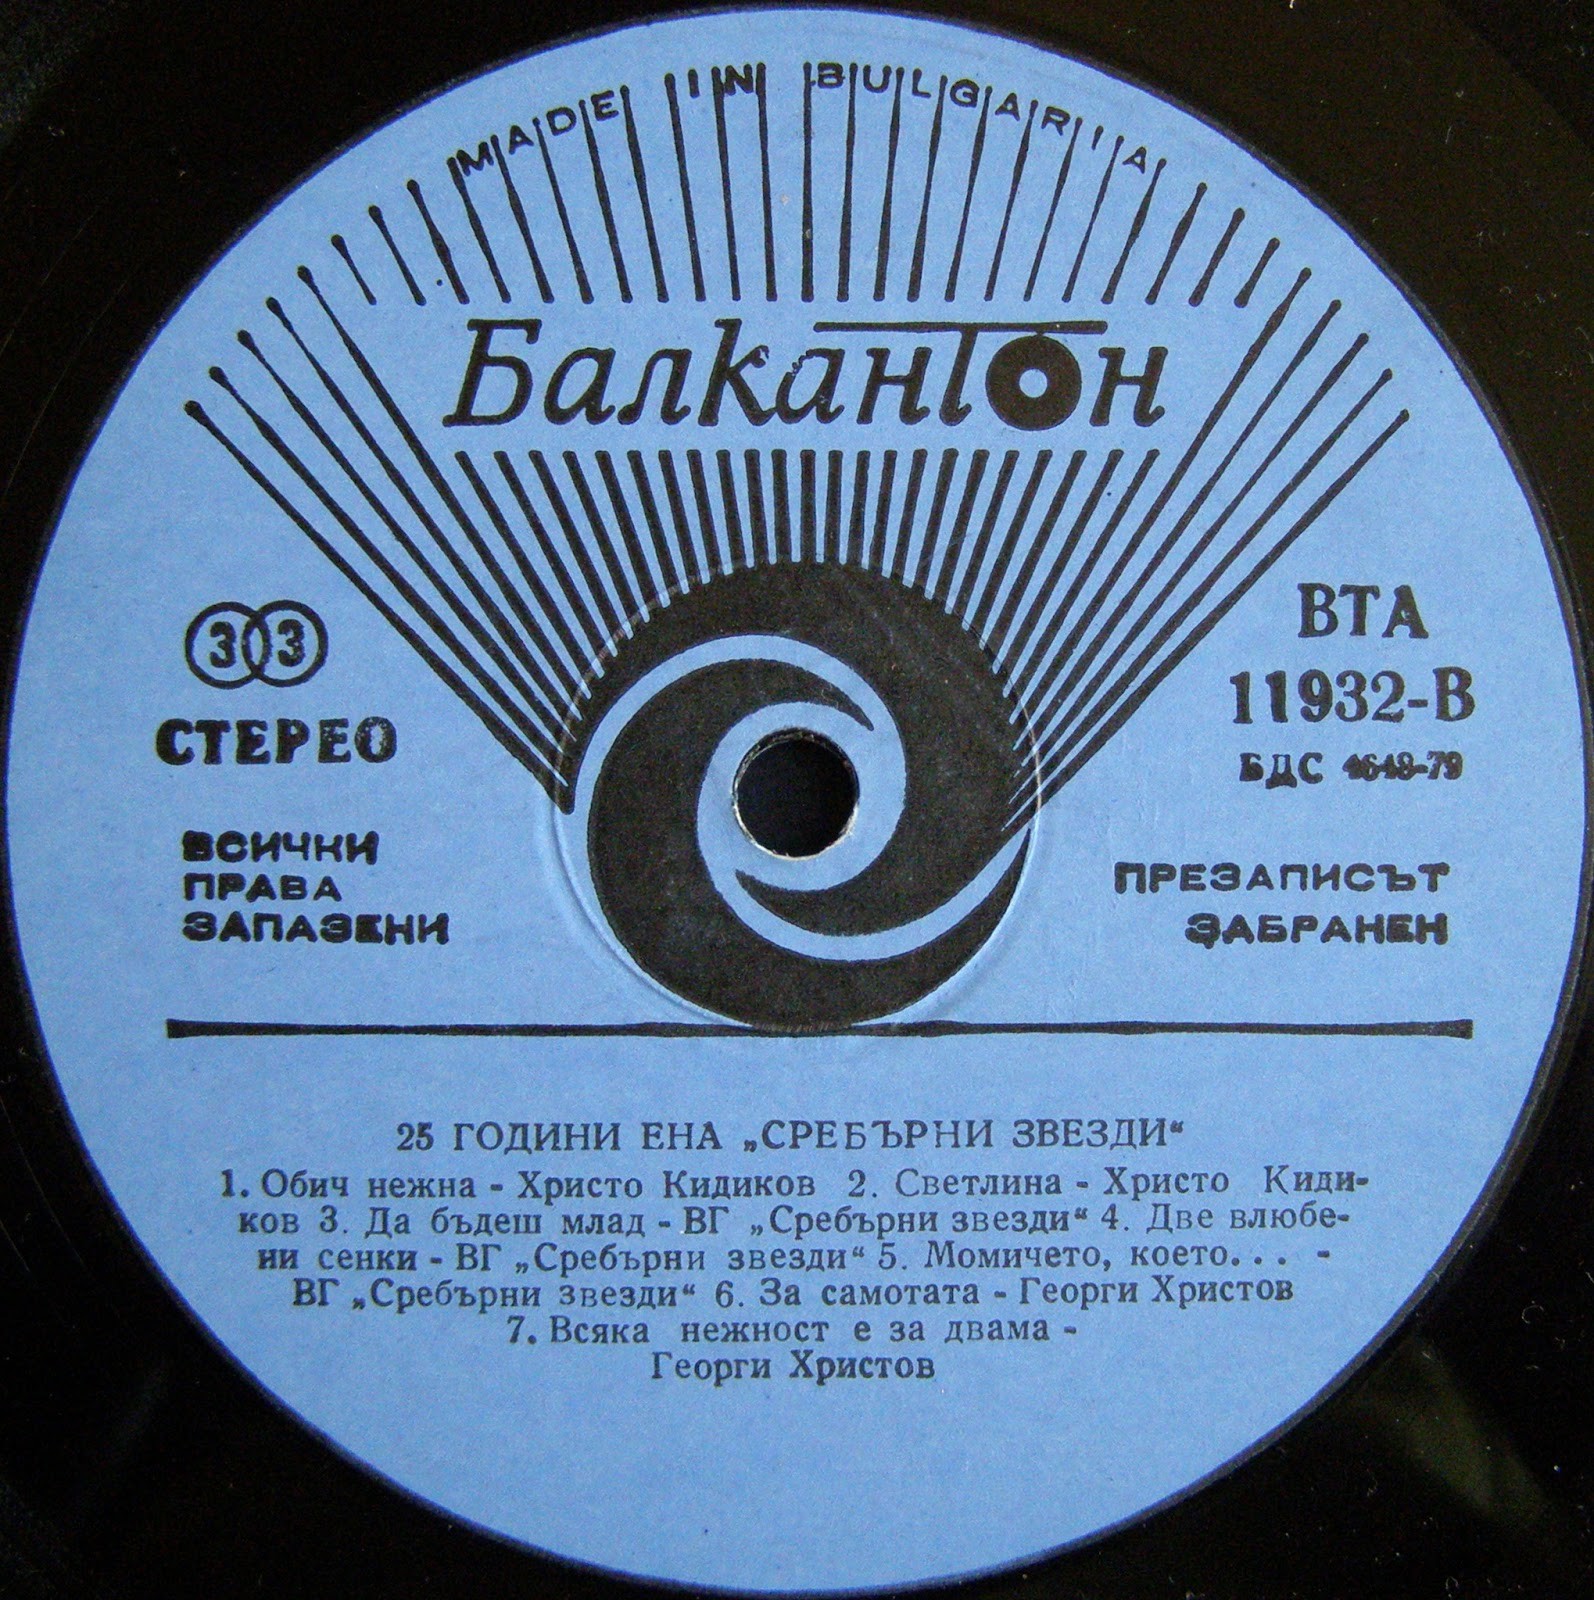 MADE IN BULGARIA
Балкантон
33
СТЕРЕО
ВТА
11932-В
БДС 4648-79
ВСИЧКИ
ПРАВА
ЗАПАЗЕНИ
ПРЕЗАПИСЪТ
ЗАБРАНЕН
25 ГОДИНИ ЕНА „СРЕБЪРНИ ЗВЕЗДИ“
1. Обич нежна - Христо Кидиков 2. Светлина - Христо Киди-
ков 3. Да бъдеш млад - ВГ „Сребърни звезди“ 4. Две влюбе-
ни сенки - ВГ „Сребърни звезди“ 5. Момичето, което... -
ВГ „Сребърни звезди“ 6. За самотата - Георги Христов
7. Всяка нежност е за двама -
Георги Христов